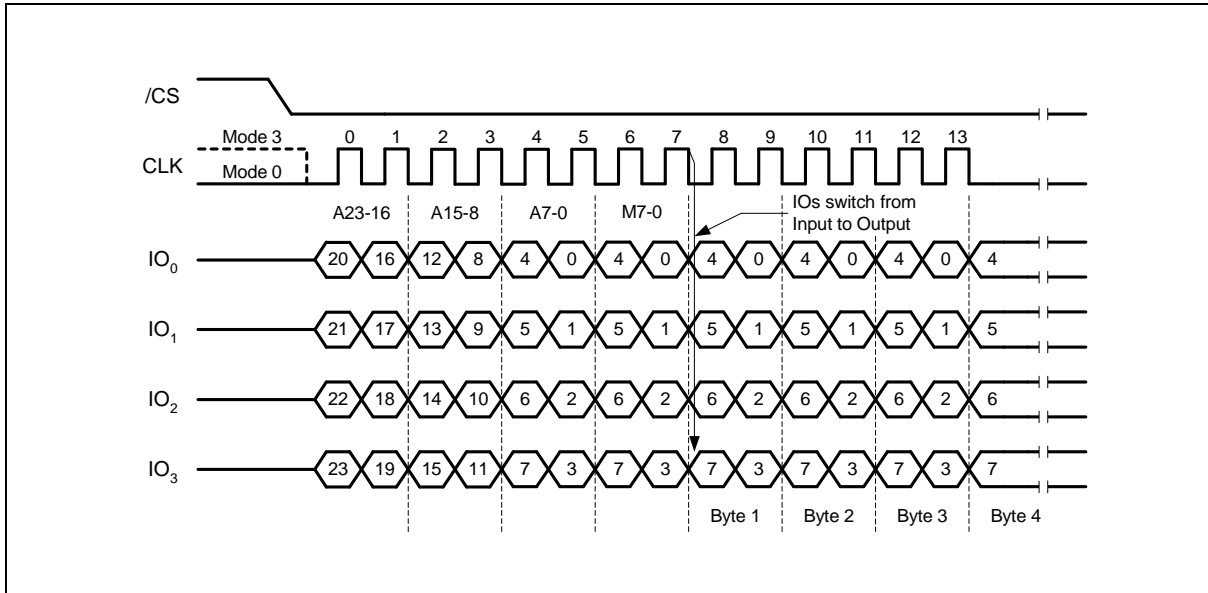 /CS
Mode 3 0 1 2 3 4 5 6 7 8 9 10 11 12 13
CLK
Mode 0
A23-16 A15-8 A7-0 M7-0
IOs switch from
Input to Output
IO0 20 16 12 8 4 0 4 0 4 0 4 0 4 0 4
IO1 21 17 13 9 5 1 5 1 5 1 5 1 5 1 5
IO2 22 18 14 10 6 2 6 2 6 2 6 2 6 2 6
IO3 23 19 15 11 7 3 7 3 7 3 7 3 7 3 7
Byte 1 Byte 2 Byte 3 Byte 4